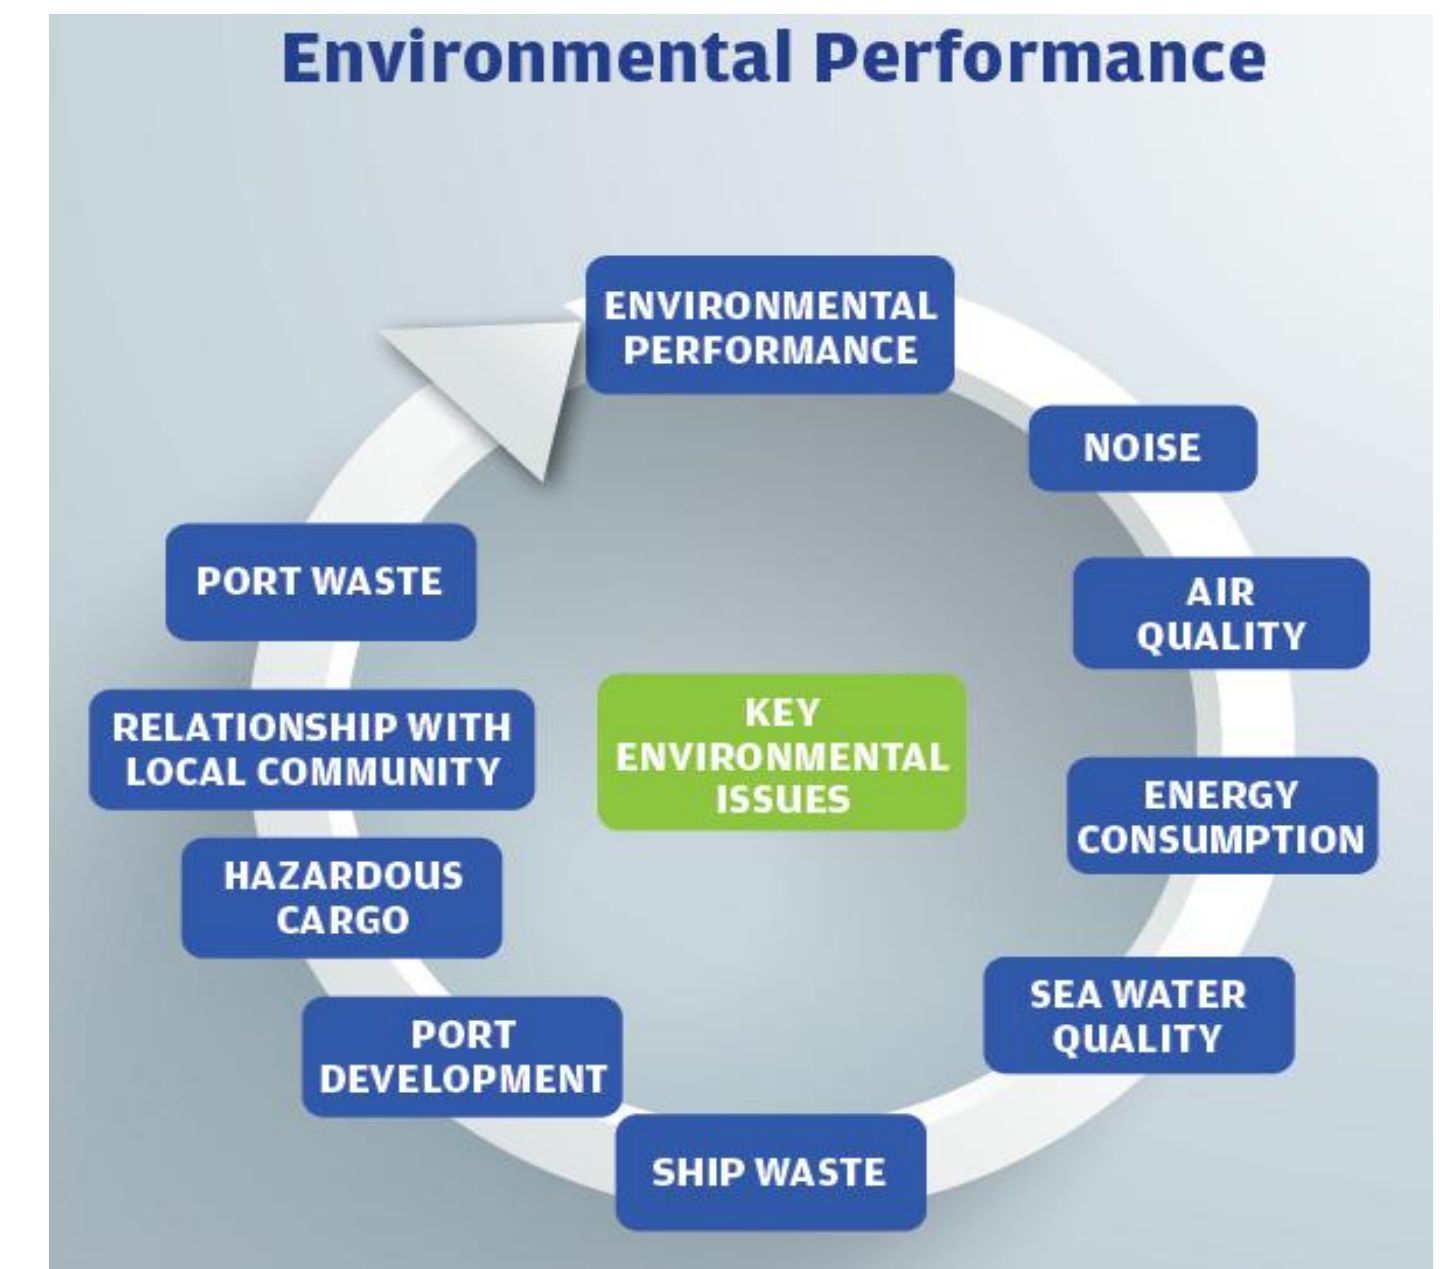 Environmental Performance
ENVIRONMENTAL
PERFORMANCE
NOISE
AIR
QUALITY
ENERGY
CONSUMPTION
SEA WATER
QUALITY
SHIP WASTE
PORT
DEVELOPMENT
HAZARDOUS
CARGO
RELATIONSHIP WITH
LOCAL COMMUNITY
PORT WASTE
KEY
ENVIRONMENTAL
ISSUES